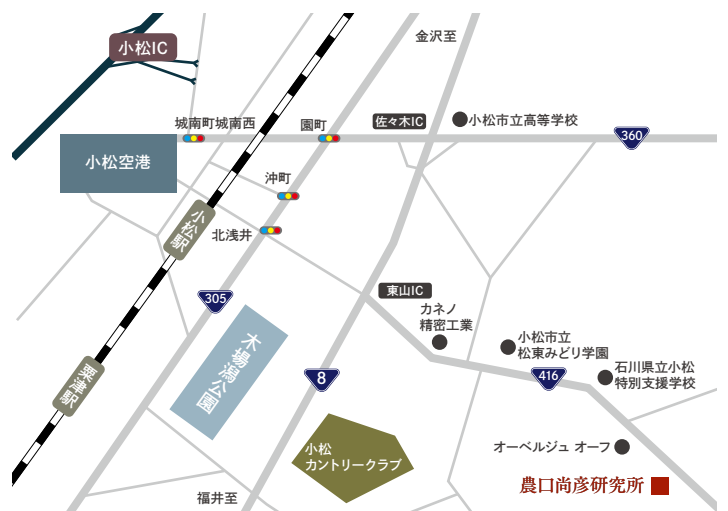 金沢至
小松IC
城南町城南西
園町
佐々木IC
小松市立高等学校
360
小松空港
沖町
小松駅
北浅井
305
東山IC
カネノ
精密工業
小松市立
松東みどり学園
木場潟公園
石川県立小松
特別支援学校
粟津駅
8
416
小松
カントリークラブ
オーベルジュ オーフ
農口尚彦研究所
福井至